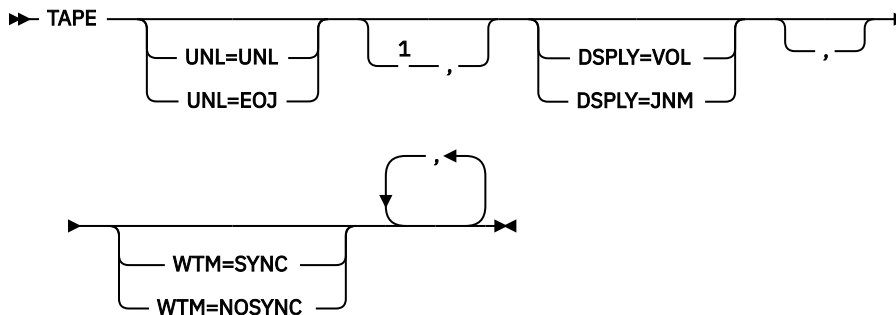 TAPE
UNL=UNL
UNL=EOJ
1
,
DSPLY=VOL
DSPLY=JNM
,
,
WTM=SYNC
WTM=NOSYNC